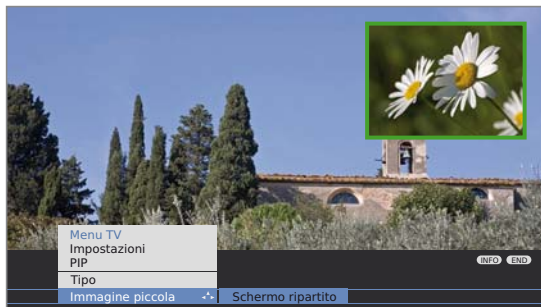 INFO END
Menu TV
Impostazioni
PIP
Tipo
Immagine piccola Schermo ripartito